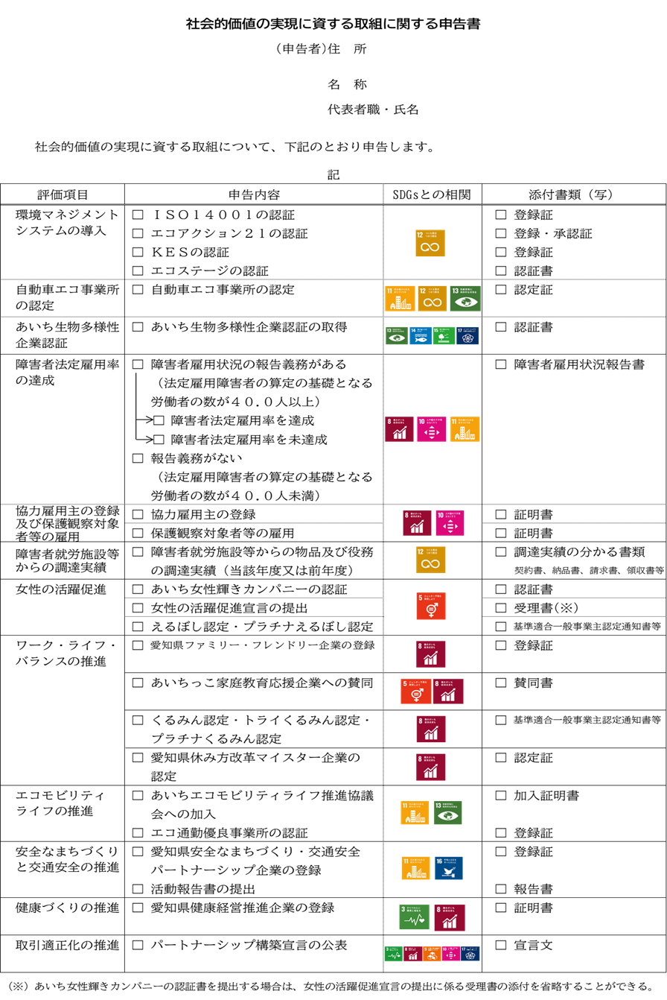 社会的価値の実現に資する取組に関する申告書
（申告者）住　所
名　称
代表者職・氏名
社会的価値の実現に資する取組について、下記のとおり申告します。
記
評価項目　申告内容　SDGsとの相関　添付書類（写）
環境マネジメント
システムの導入
□ ＩＳＯ１４００１の認証
□ エコアクション２１の認証
□ ＫＥＳの認証
□ エコステージの認証
12
□ 登録証
□ 登録・承認証
□ 登録証
□ 認証書
自動車エコ事業所
の認定
□ 自動車エコ事業所の認定
11 12 13
□ 認定証
あいち生物多様性
企業認証
□ あいち生物多様性企業認証の取得
13 14 15 17
□ 認証書
障害者法定雇用率
の達成
□ 障害者雇用状況の報告義務がある
（法定雇用障害者の算定の基礎となる
労働者の数が４０.０人以上）
□ 障害者法定雇用率を達成
□ 障害者法定雇用率を未達成
□ 報告義務がない
（法定雇用障害者の算定の基礎となる
労働者の数が４０.０人未満）
8 10 11
□ 障害者雇用状況報告書
協力雇用主の登録
及び保護観察対象
者等の雇用
□ 協力雇用主の登録
□ 保護観察対象者等の雇用
8 10
□ 証明書
□ 証明書
障害者就労施設等
からの調達実績
□ 障害者就労施設等からの物品及び役務
の調達実績（当該年度又は前年度）
12
□ 調達実績の分かる書類
契約書、納品書、請求書、領収書等
女性の活躍促進
□ あいち女性輝きカンパニーの認証
□ 女性の活躍促進宣言の提出
□ えるぼし認定・プラチナえるぼし認定
5
□ 認証書
□ 受理書(※)
□ 基準適合一般事業主認定通知書等
ワーク・ライフ・
バランスの推進
□ 愛知県ファミリー・フレンドリー企業の登録
8
□ 登録証
□ あいちっこ家庭教育応援企業への賛同
5 8
□ 賛同書
□ くるみん認定・トライくるみん認定・
プラチナくるみん認定
8
□ 基準適合一般事業主認定通知書等
□ 愛知県休み方改革マイスター企業の
認定
8
□ 認定証
エコモビリティ
ライフの推進
□ あいちエコモビリティライフ推進協議
会への加入
□ エコ通勤優良事業所の認証
11 13
□ 加入証明書
□ 登録証
安全なまちづくり
と交通安全の推進
□ 愛知県安全なまちづくり・交通安全
パートナーシップ企業の登録
□ 活動報告書の提出
11 16
□ 登録証
□ 報告書
健康づくりの推進
□ 愛知県健康経営推進企業の登録
3 8
□ 証明書
取引適正化の推進
□ パートナーシップ構築宣言の公表
3 8 9 10 17
□ 宣言文
（※）あいち女性輝きカンパニーの認証書を提出する場合は、女性の活躍促進宣言の提出に係る受理書の添付を省略することができる。